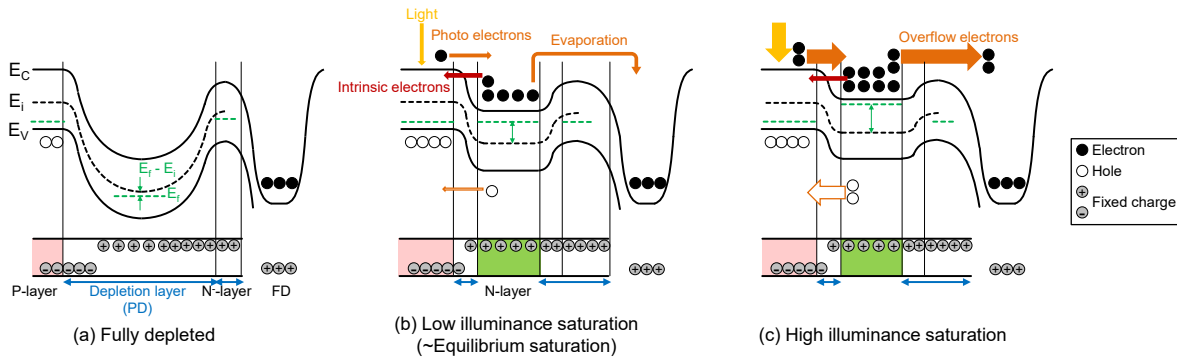 E_C
E_i
E_V
E_f - E_i
E_f
P-layer
Depletion layer
(PD)
N⁻-layer
FD
(a) Fully depleted
Light
Photo electrons
Evaporation
Intrinsic electrons
N-layer
(b) Low illuminance saturation
(~Equilibrium saturation)
Overflow electrons
(c) High illuminance saturation
Electron
Hole
Fixed charge